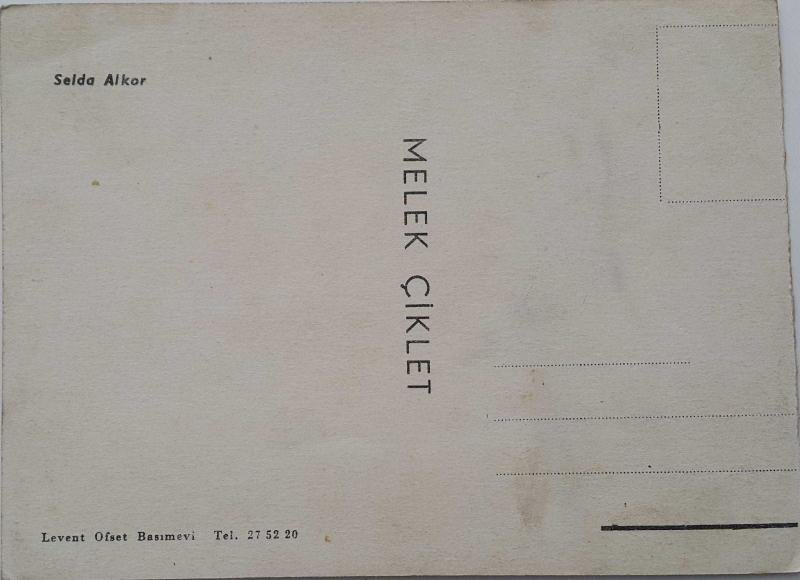 Selda Alkor
MELEK ÇİKLET
Levent Ofset Basımevi Tel. 27 52 20